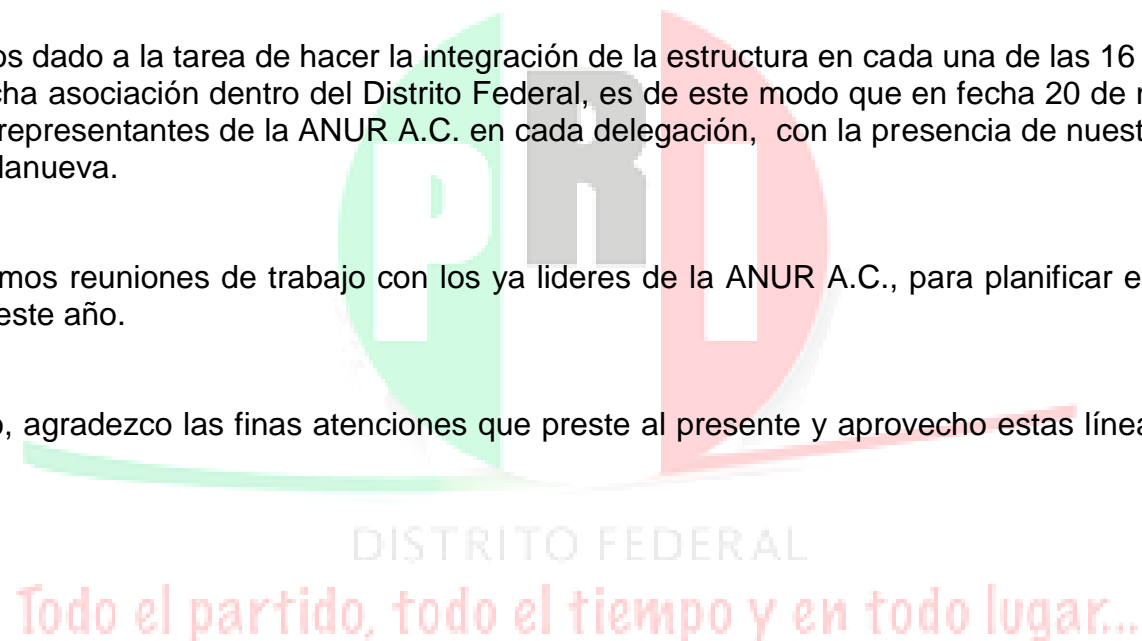 os dado a la tarea de hacer la integración de la estructura en cada una de las 16
cha asociación dentro del Distrito Federal, es de este modo que en fecha 20 de
representantes de la ANUR A.C. en cada delegación, con la presencia de nuest
lanueva.
mos reuniones de trabajo con los ya lideres de la ANUR A.C., para planificar e
este año.
o, agradezco las finas atenciones que preste al presente y aprovecho estas línea
PRI
DISTRITO FEDERAL
Todo el partido, todo el tiempo y en todo lugar...